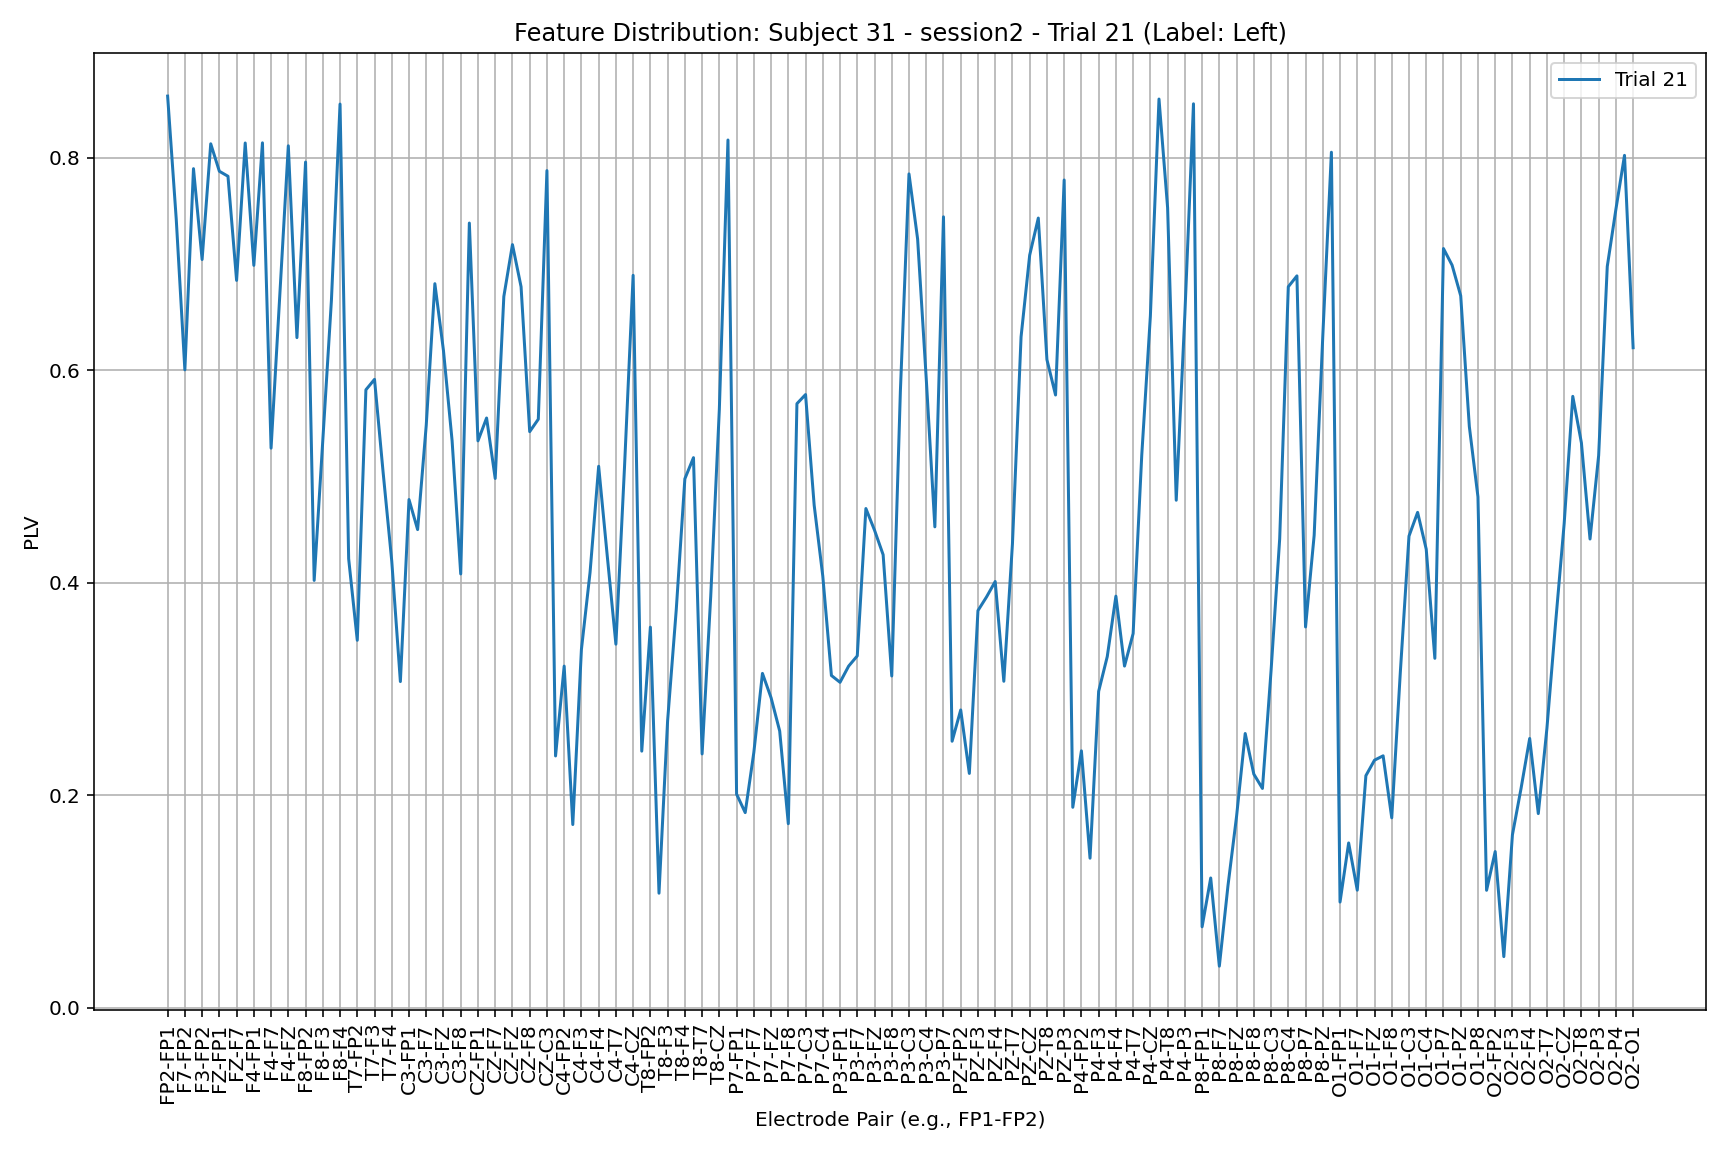 Feature Distribution: Subject 31 - session2 - Trial 21 (Label: Left)
Trial 21
PLV
0.8
0.6
0.4
0.2
0.0
FP2-FP1
F7-FP2
F3-FP2
FZ-FP1
FZ-F7
F4-FP1
F4-F7
F4-FZ
F8-FP2
F8-F3
F8-F4
T7-FP2
T7-F3
T7-F4
C3-FP1
C3-F7
C3-FZ
C3-F8
CZ-FP1
CZ-F7
CZ-FZ
CZ-F8
CZ-C3
C4-FP2
C4-F3
C4-F4
C4-T7
C4-CZ
T8-FP2
T8-F3
T8-F4
T8-T7
T8-CZ
P7-FP1
P7-F7
P7-FZ
P7-F8
P7-C3
P7-C4
P3-FP1
P3-F7
P3-FZ
P3-F8
P3-C3
P3-C4
P3-P7
PZ-FP2
PZ-F3
PZ-F4
PZ-T7
PZ-CZ
PZ-T8
PZ-P3
P4-FP2
P4-F3
P4-F4
P4-T7
P4-CZ
P4-T8
P4-P3
P8-FP1
P8-F7
P8-FZ
P8-F8
P8-C3
P8-C4
P8-P7
P8-PZ
O1-FP1
O1-F7
O1-FZ
O1-F8
O1-C3
O1-C4
O1-P7
O1-PZ
O1-P8
O2-FP2
O2-F3
O2-F4
O2-T7
O2-CZ
O2-T8
O2-P3
O2-P4
O2-O1
Electrode Pair (e.g., FP1-FP2)